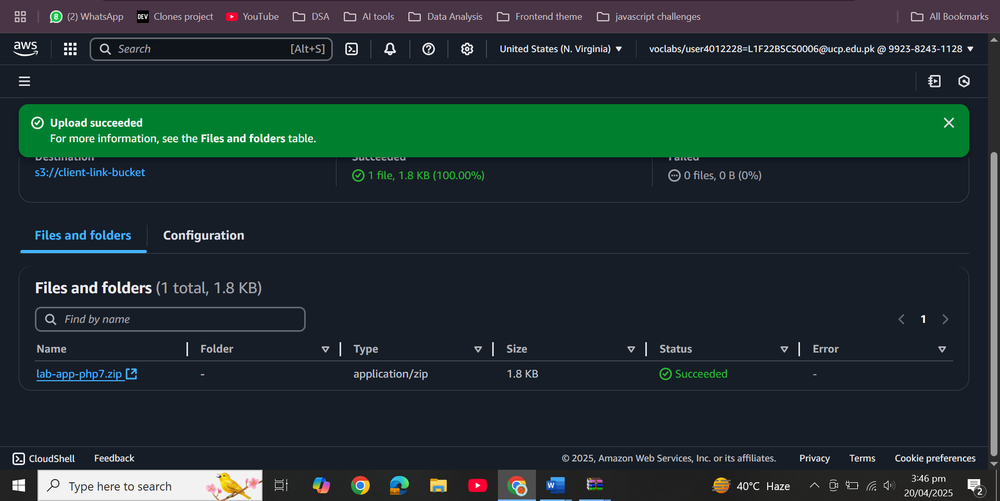 8 (2) WhatsApp DEV Clones project YouTube DSA AI tools Data Analysis Frontend theme javascript challenges All Bookmarks
aws Search [Alt+S] United States (N. Virginia) voclabs/user4012228=L1F22BSCS0006@ucp.edu.pk @ 9923-8243-1128
Upload succeeded
For more information, see the Files and folders table.
Destination Succeeded Failed
s3://client-link-bucket 1 file, 1.8 KB (100.00%) 0 files, 0 B (0%)
Files and folders Configuration
Files and folders (1 total, 1.8 KB)
Find by name 1
Name Folder Type Size Status Error
lab-app-php7.zip - application/zip 1.8 KB Succeeded -
CloudShell Feedback © 2025, Amazon Web Services, Inc. or its affiliates. Privacy Terms Cookie preferences
Type here to search W 40°C Haze 3:46 pm
20/04/2025 2